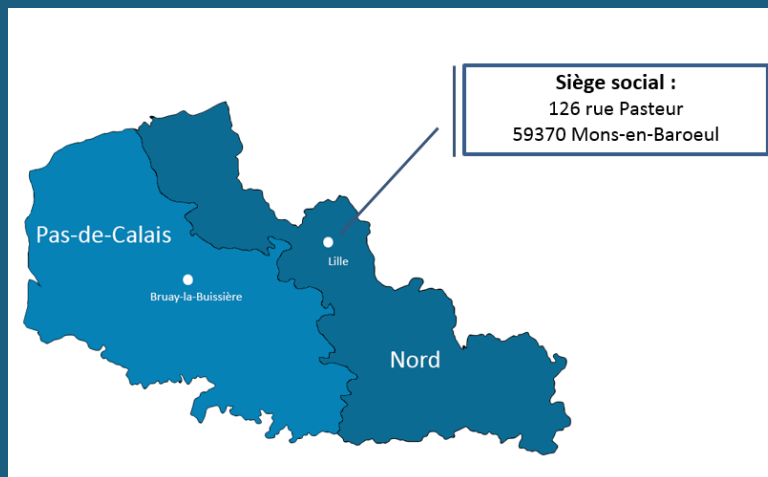 Siège social :
126 rue Pasteur
59370 Mons-en-Baroeul
Pas-de-Calais
Lille
Bruay-la-Buissière
Nord